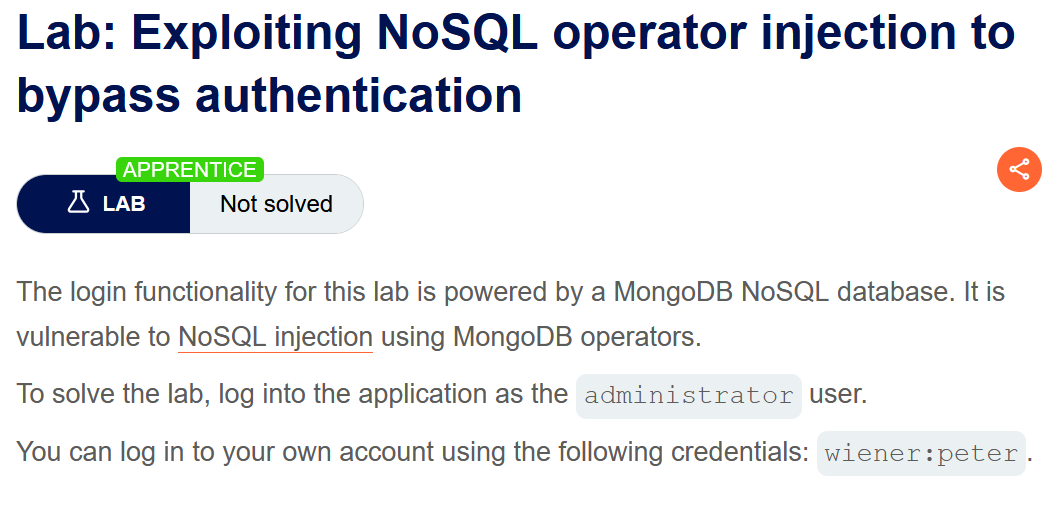 Lab: Exploiting NoSQL operator injection to
bypass authentication
APPRENTICE
LAB
Not solved
The login functionality for this lab is powered by a MongoDB NoSQL database. It is
vulnerable to NoSQL injection using MongoDB operators.
To solve the lab, log into the application as the administrator user.
You can log in to your own account using the following credentials: wiener:peter.